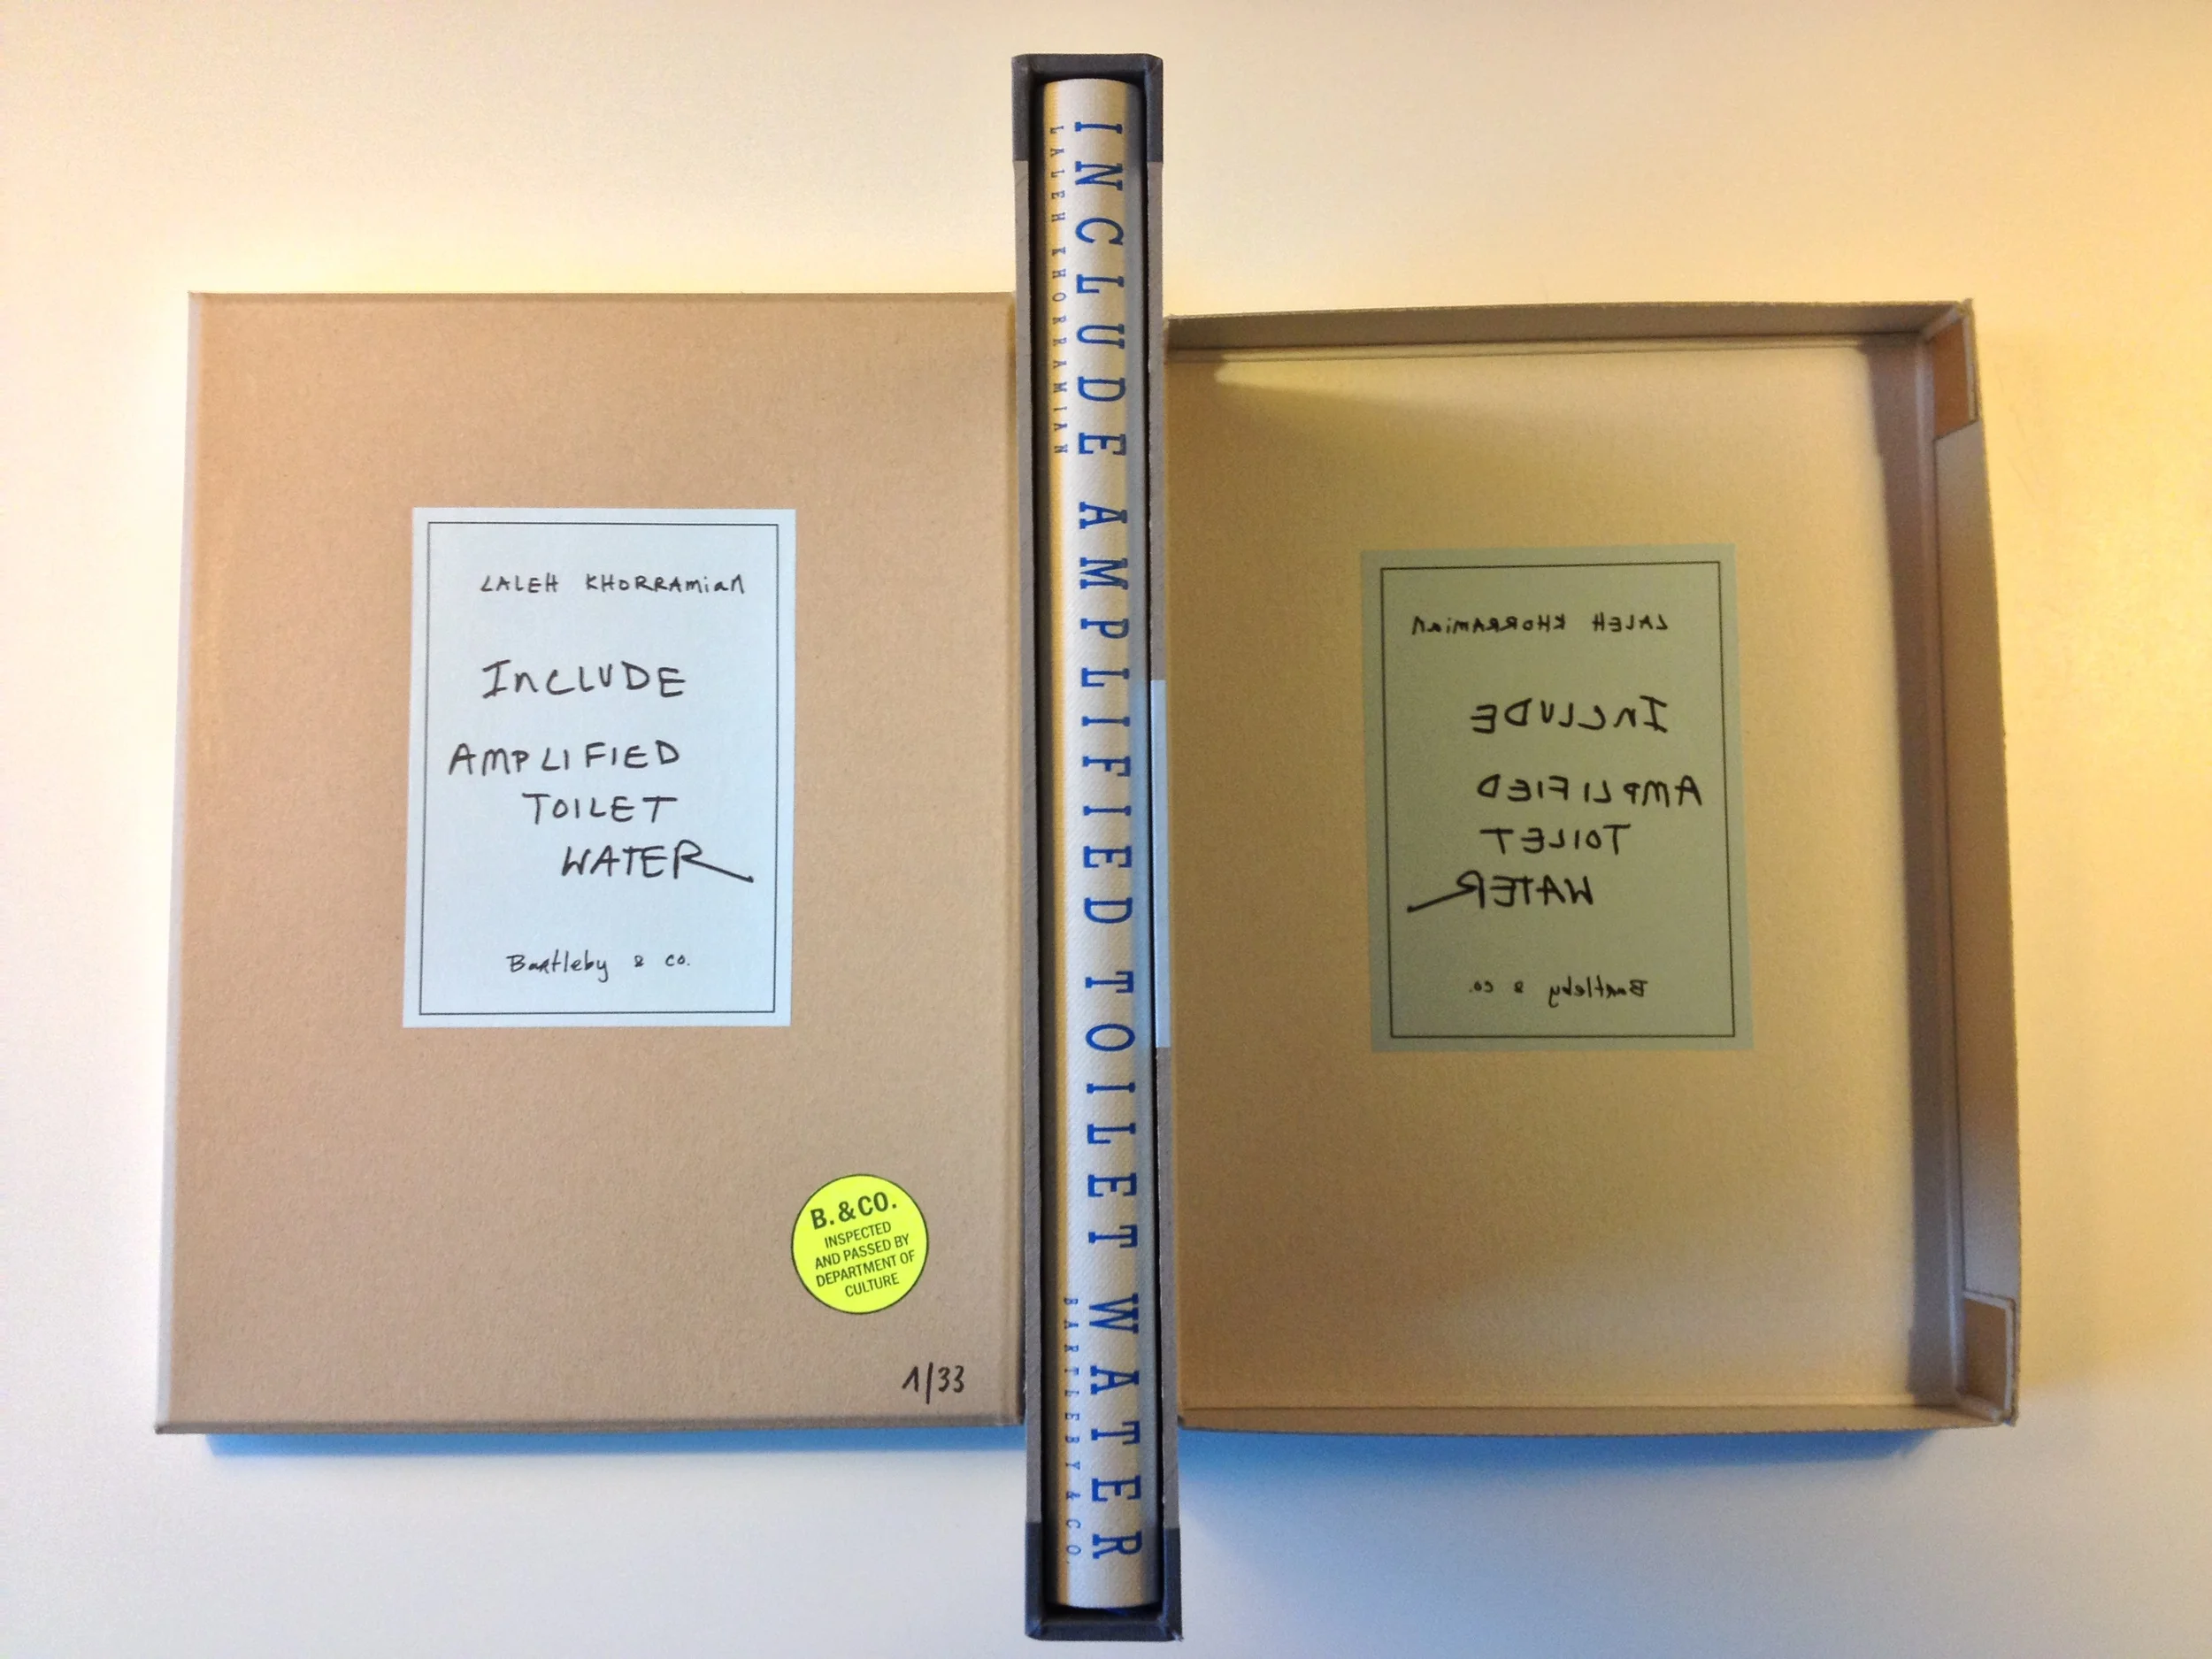 LALEH KHORRAMian
InCLUDE
AMPLIFIED
TOILET
WATER
Bartleby & co.
B. & CO.
INSPECTED
AND PASSED BY
DEPARTMENT OF
CULTURE
1/33
INCLUDE AMPLIFIED TOILET WATER
LALEH KHORRAMIAN
BARTLEBY & CO.
LALEH KHORRAMian
InCLUDE
AMPLIFIED
TOILET
WATER
Bartleby & co.